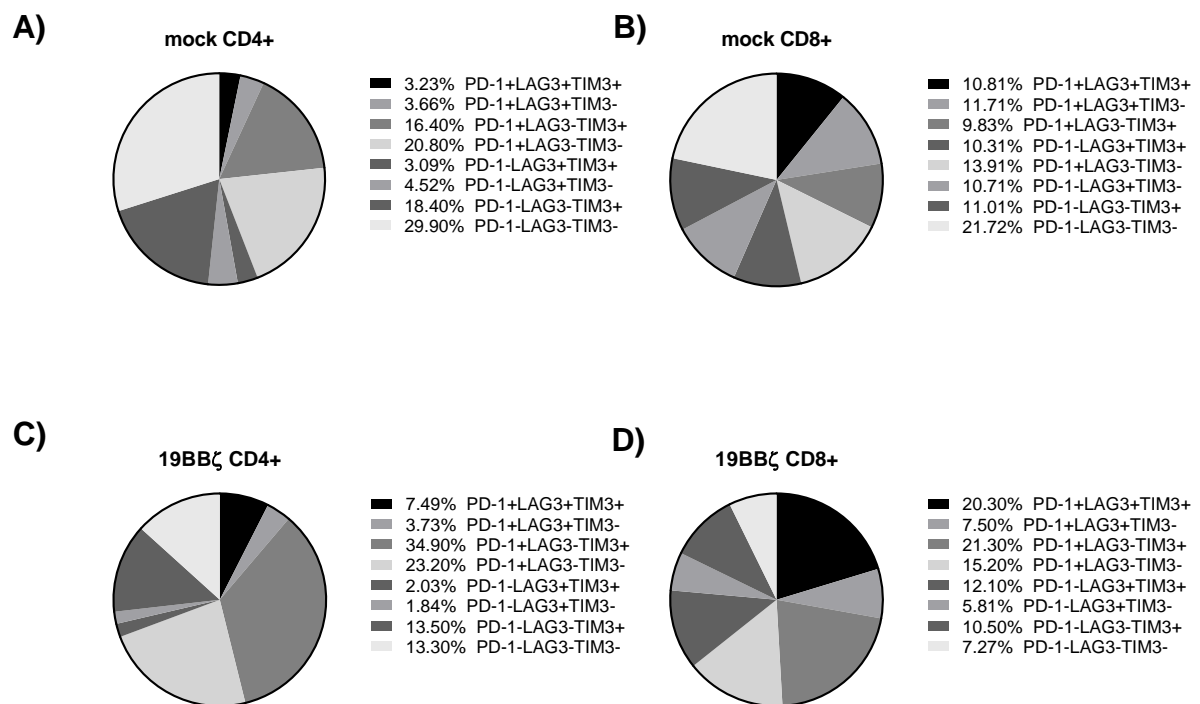 A)
mock CD4+
3.23% PD-1+LAG3+TIM3+
3.66% PD-1+LAG3+TIM3-
16.40% PD-1+LAG3-TIM3+
20.80% PD-1+LAG3-TIM3-
3.09% PD-1-LAG3+TIM3+
4.52% PD-1-LAG3+TIM3-
18.40% PD-1-LAG3-TIM3+
29.90% PD-1-LAG3-TIM3-
B)
mock CD8+
10.81% PD-1+LAG3+TIM3+
11.71% PD-1+LAG3+TIM3-
9.83% PD-1+LAG3-TIM3+
10.31% PD-1-LAG3+TIM3+
13.91% PD-1+LAG3-TIM3-
10.71% PD-1-LAG3+TIM3-
11.01% PD-1-LAG3-TIM3+
21.72% PD-1-LAG3-TIM3-
C)
19BBζ CD4+
7.49% PD-1+LAG3+TIM3+
3.73% PD-1+LAG3+TIM3-
34.90% PD-1+LAG3-TIM3+
23.20% PD-1+LAG3-TIM3-
2.03% PD-1-LAG3+TIM3+
1.84% PD-1-LAG3+TIM3-
13.50% PD-1-LAG3-TIM3+
13.30% PD-1-LAG3-TIM3-
D)
19BBζ CD8+
20.30% PD-1+LAG3+TIM3+
7.50% PD-1+LAG3+TIM3-
21.30% PD-1+LAG3-TIM3+
15.20% PD-1+LAG3-TIM3-
12.10% PD-1-LAG3+TIM3+
5.81% PD-1-LAG3+TIM3-
10.50% PD-1-LAG3-TIM3+
7.27% PD-1-LAG3-TIM3-